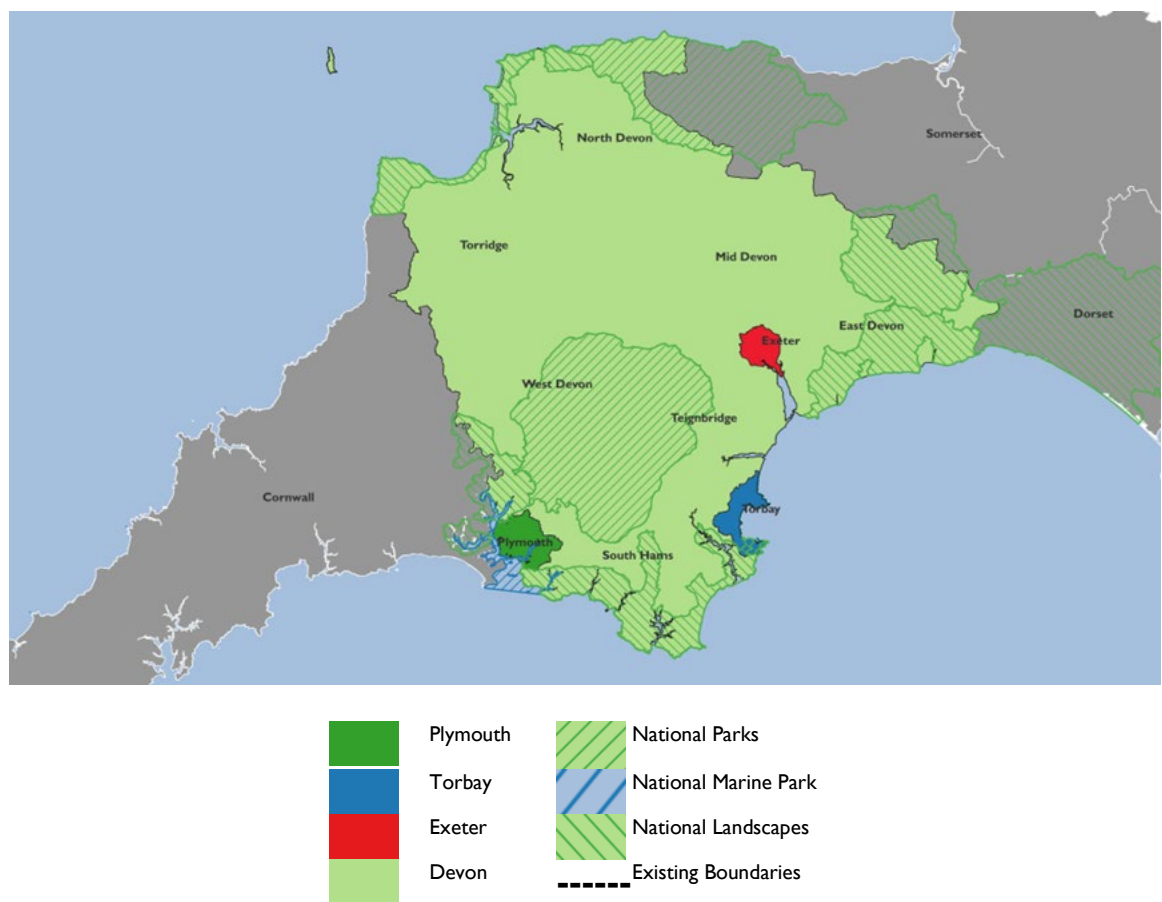 North Devon
Somerset
Torridge
Mid Devon
Dorset
East Devon
Exeter
West Devon
Teignbridge
Cornwall
Torbay
Plymouth
South Hams
Plymouth
National Parks
Torbay
National Marine Park
Exeter
National Landscapes
Devon
Existing Boundaries